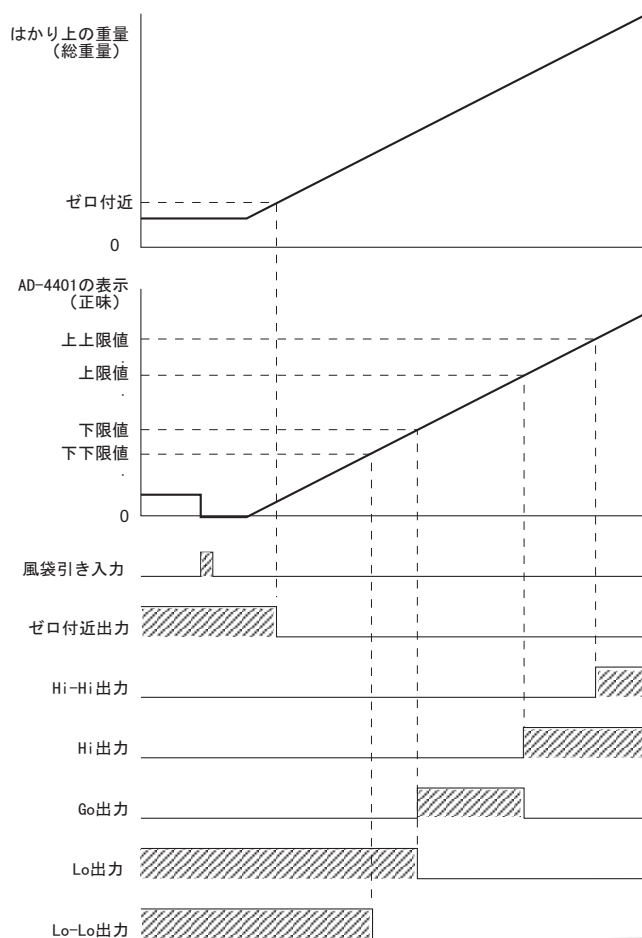 はかり上の重量
(総重量)
ゼロ付近
0
AD-4401の表示
(正味)
上上限値
上限値
下限値
下下限値
0
風袋引き入力
ゼロ付近出力
Hi-Hi出力
Hi出力
Go出力
Lo出力
Lo-Lo出力